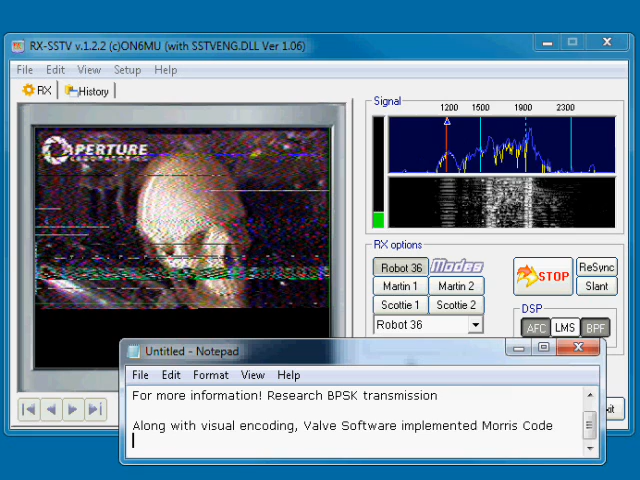 RX-SSTV v.1.2.2 (c)ON6MU (with SSTVENG.DLL Ver 1.06)
File Edit View Setup Help
RX History
Signal
1200 1500 1900 2300
APERTURE
LABORATORIES
RX options
Robot 36 Modes
Martin 1 Martin 2
Scottie 1 Scottie 2
Robot 36
STOP
ReSync
Slant
DSP
AFC LMS BPF
Untitled - Notepad
File Edit Format View Help
For more information! Research BPSK transmission
Along with visual encoding, Valve Software implemented Morris Code